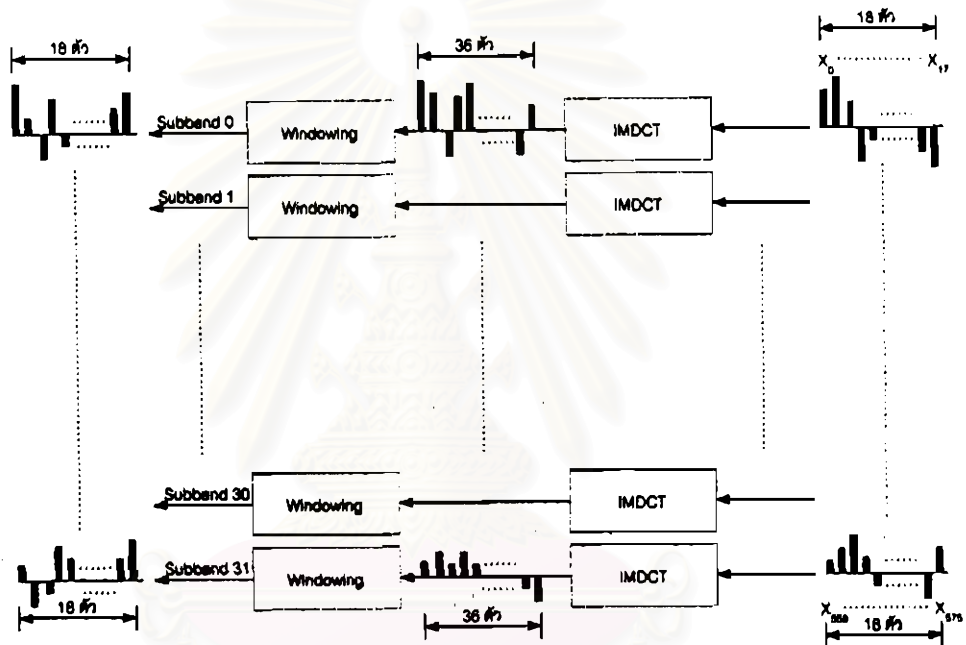 18 ตัว
18 ตัว
36 ตัว
X₀ ........ X₁₇
Subband 0
Windowing
......
IMDCT
......
Subband 1
Windowing
IMDCT
Subband 30
Windowing
IMDCT
Subband 31
Windowing
......
IMDCT
......
18 ตัว
36 ตัว
X₅₅₈ ........ X₅₇₅
18 ตัว